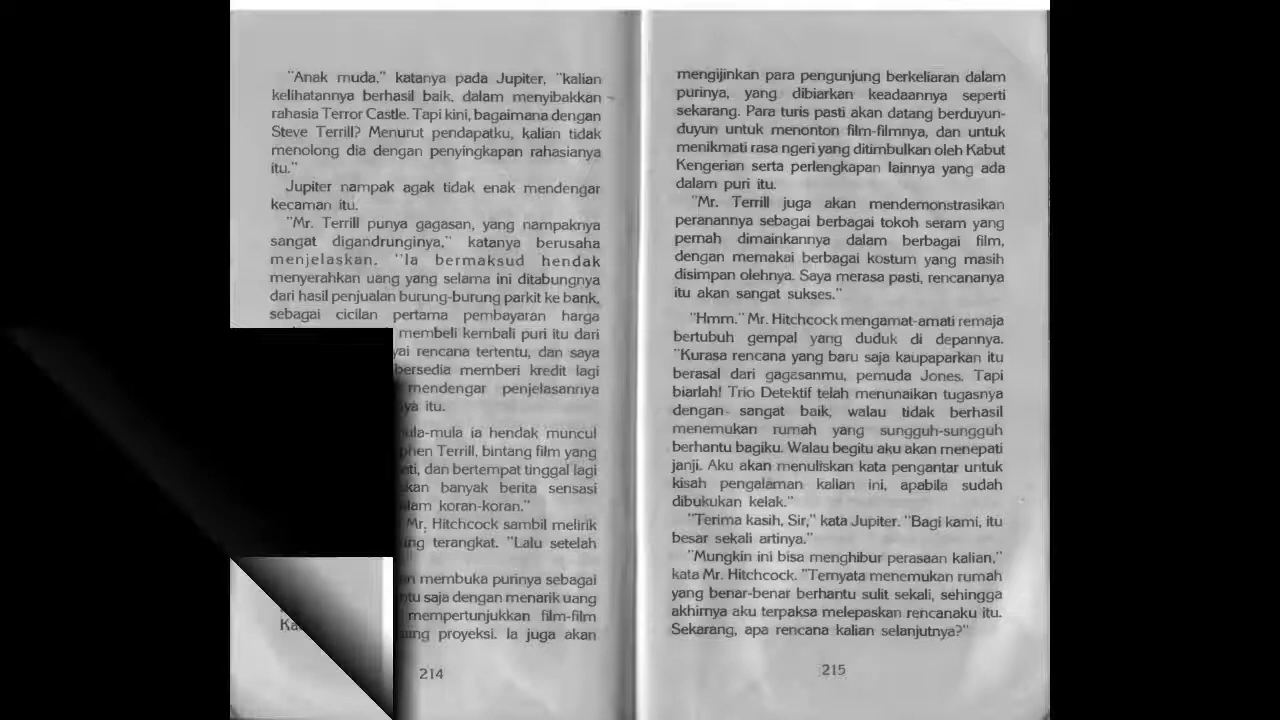 "Anak muda," katanya pada Jupiter, "kalian
kelihatannya berhasil baik. dalam menyibakkan
rahasia Terror Castle. Tapi kini, bagaimana dengan
Steve Terrill? Menurut pendapatku, kalian tidak
menolong dia dengan penyingkapan rahasianya
itu."
Jupiter nampak agak tidak enak mendengar
kecaman itu.
"Mr. Terrill punya gagasan, yang nampaknya
sangat digandrunginya," katanya berusaha
menjelaskan. "Ia bermaksud hendak
menyerahkan uang yang selama ini ditabungnya
dari hasil penjualan burung-burung parkit ke bank,
sebagai cicilan pertama pembayaran harga
membeli kembali puri itu dari
rencana tertentu, dan saya
bersedia memberi kredit lagi
mendengar penjelasannya
itu.
mula-mula ia hendak muncul
Terrill, bintang film yang
dan bertempat tinggal lagi
banyak berita sensasi
koran-koran."
Mr. Hitchcock sambil melirik
terangkat. "Lalu setelah
membuka purinya sebagai
saja dengan menarik uang
mempertunjukkan film-film
proyeksi. Ia juga akan
214
mengijinkan para pengunjung berkeliaran dalam
purinya, yang dibiarkan keadaannya seperti
sekarang. Para turis pasti akan datang berduyun-
duyun untuk menonton film-filmnya, dan untuk
menikmati rasa ngeri yang ditimbulkan oleh Kabut
Kengerian serta perlengkapan lainnya yang ada
dalam puri itu.
"Mr. Terrill juga akan mendemonstrasikan
peranannya sebagai berbagai tokoh seram yang
pernah dimainkannya dalam berbagai film,
dengan memakai berbagai kostum yang masih
disimpan olehnya. Saya merasa pasti, rencananya
itu akan sangat sukses."
"Hmm." Mr. Hitchcock mengamat-amati remaja
bertubuh gempal yang duduk di depannya.
"Kurasa rencana yang baru saja kaupaparkan itu
berasal dari gagasanmu, pemuda Jones. Tapi
biarlah! Trio Detektif telah menunaikan tugasnya
dengan sangat baik, walau tidak berhasil
menemukan rumah yang sungguh-sungguh
berhantu bagiku. Walau begitu aku akan menepati
janji. Aku akan menuliskan kata pengantar untuk
kisah pengalaman kalian ini, apabila sudah
dibukukan kelak."
"Terima kasih, Sir," kata Jupiter. "Bagi kami, itu
besar sekali artinya."
"Mungkin ini bisa menghibur perasaan kalian,"
kata Mr. Hitchcock. "Ternyata menemukan rumah
yang benar-benar berhantu sulit sekali, sehingga
akhirnya aku terpaksa melepaskan rencanaku itu.
Sekarang, apa rencana kalian selanjutnya?"
215